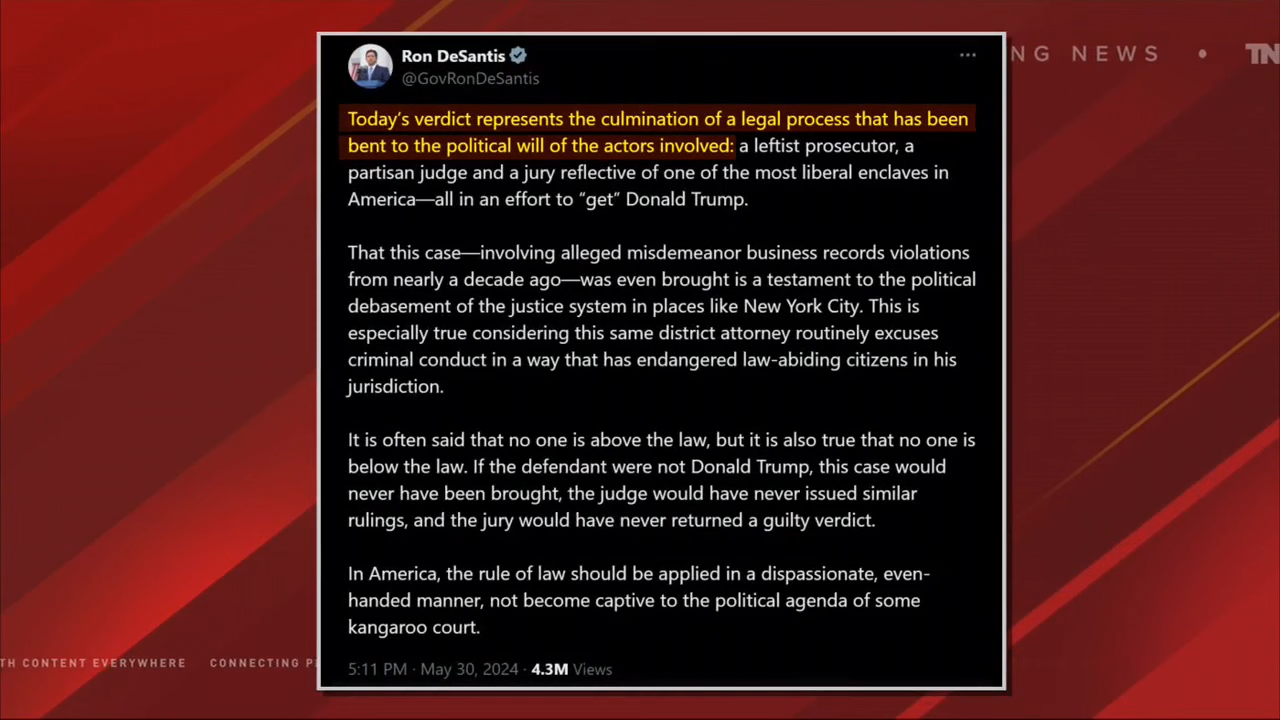 Ron DeSantis
@GovRonDeSantis
NG NEWS • TN
Today's verdict represents the culmination of a legal process that has been
bent to the political will of the actors involved: a leftist prosecutor, a
partisan judge and a jury reflective of one of the most liberal enclaves in
America—all in an effort to “get” Donald Trump.
That this case—involving alleged misdemeanor business records violations
from nearly a decade ago—was even brought is a testament to the political
debasement of the justice system in places like New York City. This is
especially true considering this same district attorney routinely excuses
criminal conduct in a way that has endangered law-abiding citizens in his
jurisdiction.
It is often said that no one is above the law, but it is also true that no one is
below the law. If the defendant were not Donald Trump, this case would
never have been brought, the judge would have never issued similar
rulings, and the jury would have never returned a guilty verdict.
In America, the rule of law should be applied in a dispassionate, even-
handed manner, not become captive to the political agenda of some
kangaroo court.
TH CONTENT EVERYWHERE CONNECTING P
5:11 PM · May 30, 2024 · 4.3M Views